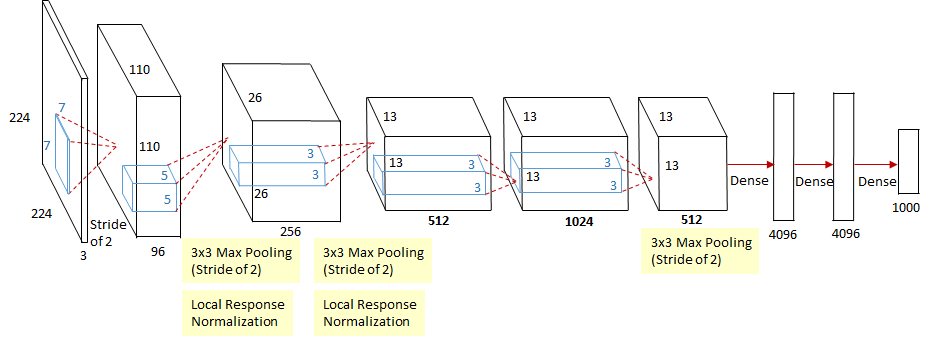 224
7
7
224
3
Stride
of 2
110
110
5
5
96
26
3
3
26
256
3x3 Max Pooling
(Stride of 2)
Local Response
Normalization
13
13
3
3
512
3x3 Max Pooling
(Stride of 2)
Local Response
Normalization
13
13
3
3
1024
13
13
512
3x3 Max Pooling
(Stride of 2)
Dense
4096
Dense
4096
Dense
1000